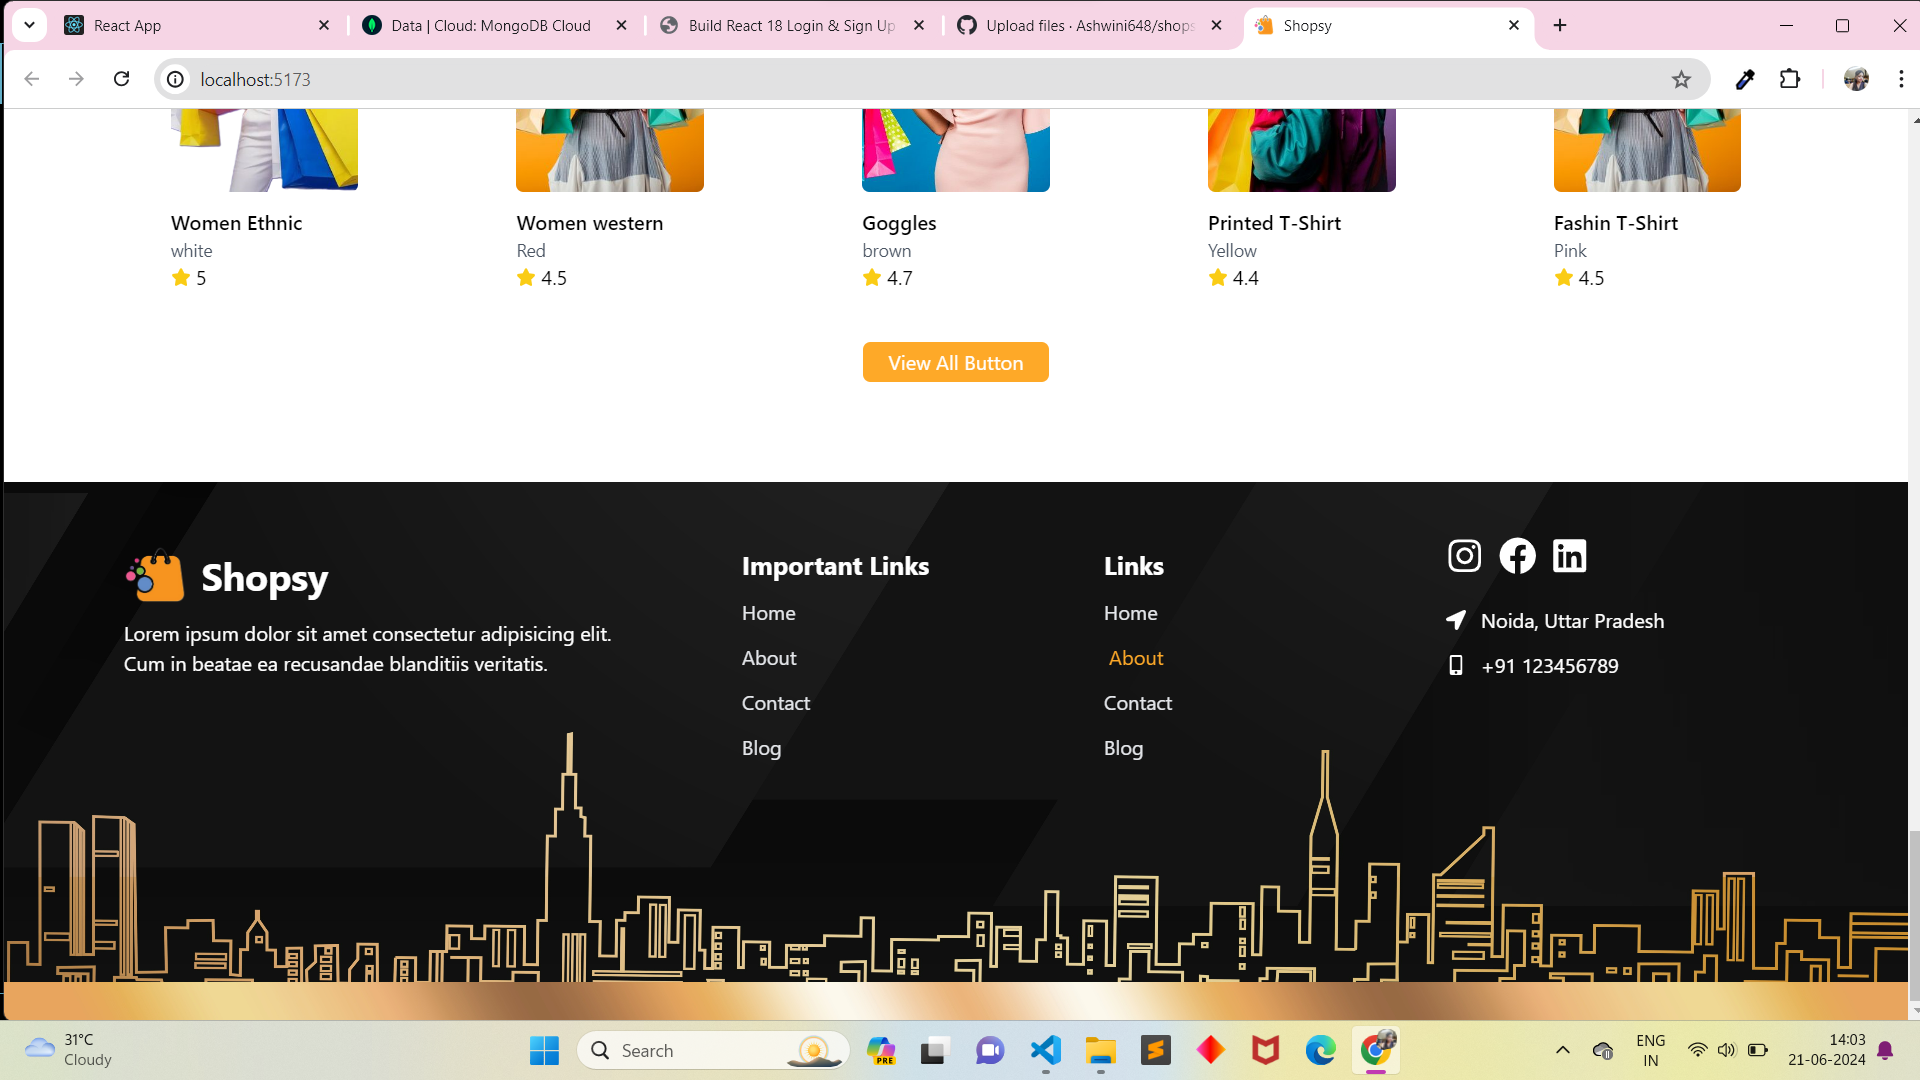 React App
Data | Cloud: MongoDB Cloud
Build React 18 Login & Sign Up
Upload files · Ashwini648/shops
Shopsy
localhost:5173
Women Ethnic
white
5
Women western
Red
4.5
Goggles
brown
4.7
Printed T-Shirt
Yellow
4.4
Fashin T-Shirt
Pink
4.5
View All Button
Shopsy
Lorem ipsum dolor sit amet consectetur adipisicing elit.
Cum in beatae ea recusandae blanditiis veritatis.
Important Links
Home
About
Contact
Blog
Links
Home
About
Contact
Blog
Noida, Uttar Pradesh
+91 123456789
31°C
Cloudy
Search
PRE
ENG
IN
14:03
21-06-2024